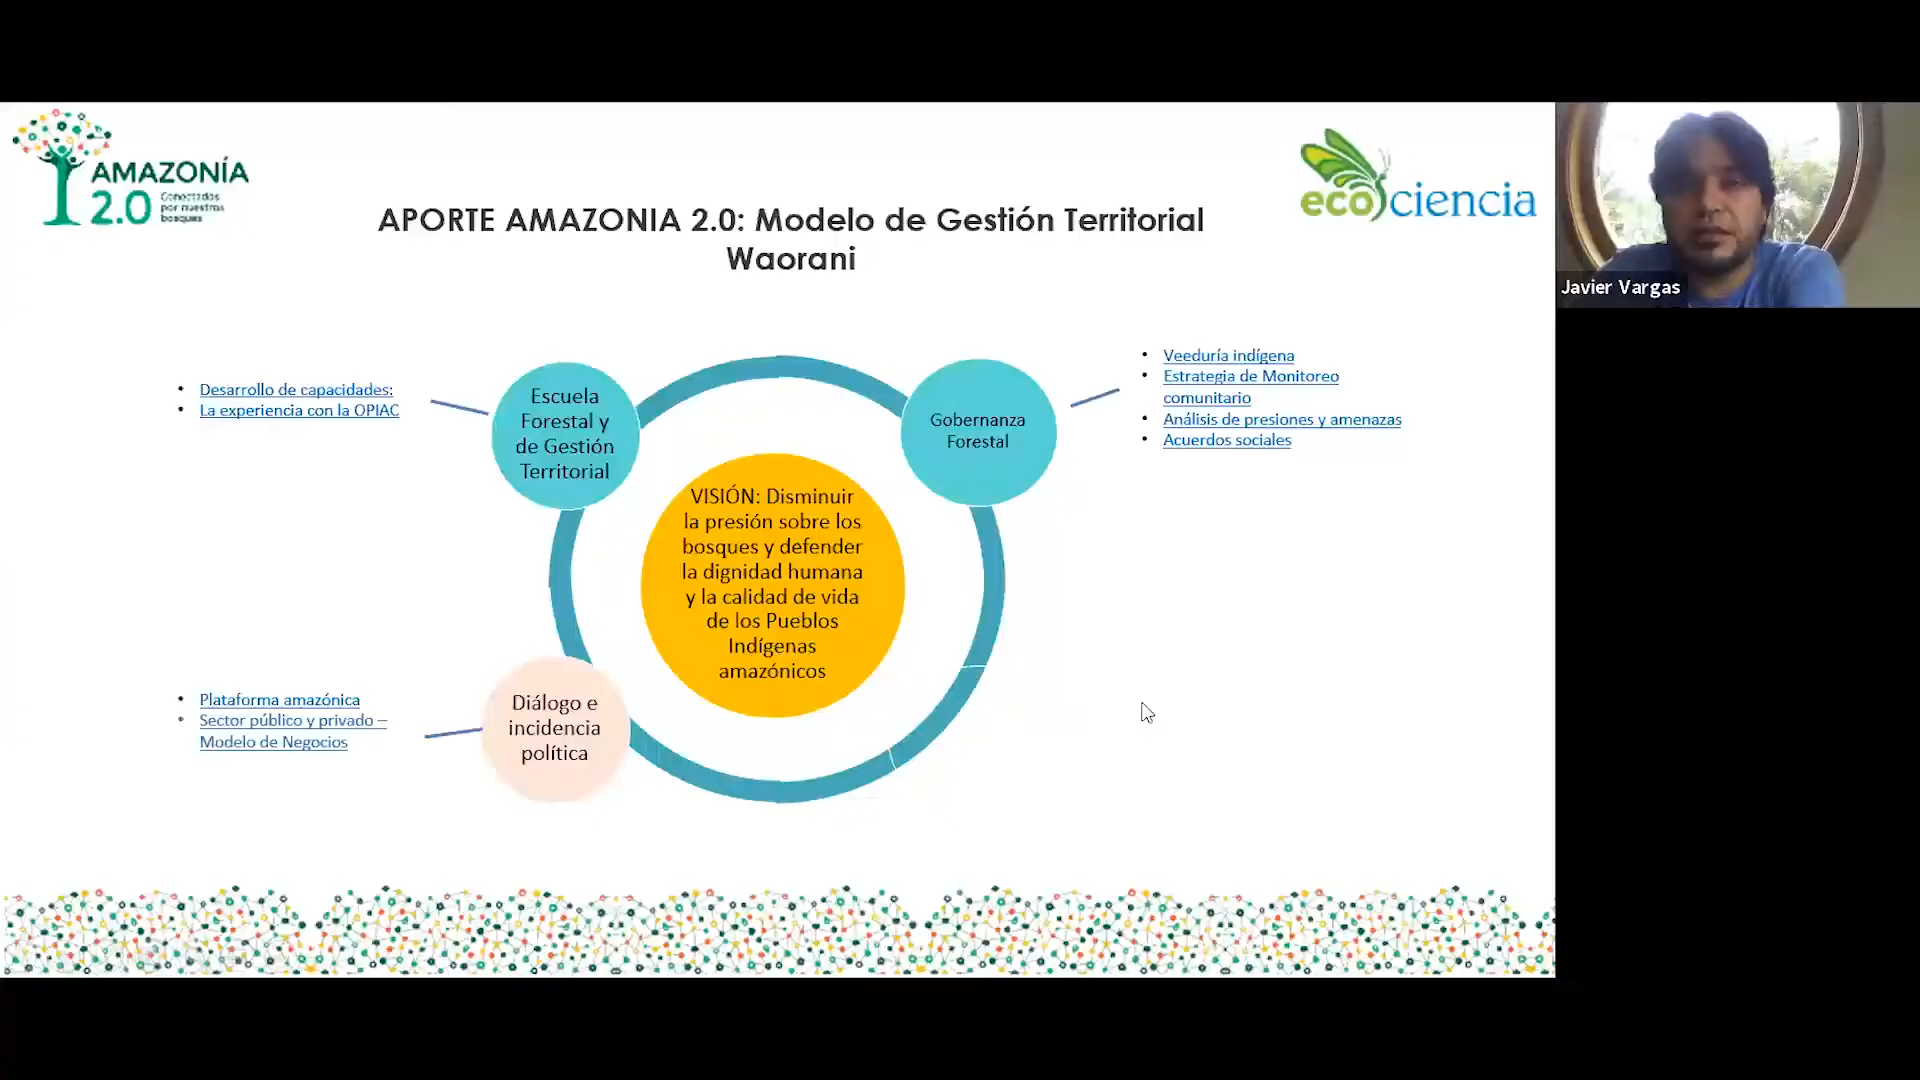 AMAZONÍA
2.0
Conectados
por nuestros
bosques
ecociencia
APORTE AMAZONIA 2.0: Modelo de Gestión Territorial
Waorani
Javier Vargas
• Desarrollo de capacidades:
• La experiencia con la OPIAC
Escuela
Forestal y
de Gestión
Territorial
Gobernanza
Forestal
• Veeduría indígena
• Estrategia de Monitoreo
comunitario
• Análisis de presiones y amenazas
• Acuerdos sociales
VISIÓN: Disminuir
la presión sobre los
bosques y defender
la dignidad humana
y la calidad de vida
de los Pueblos
Indígenas
amazónicos
• Plataforma amazónica
• Sector público y privado –
Modelo de Negocios
Diálogo e
incidencia
política